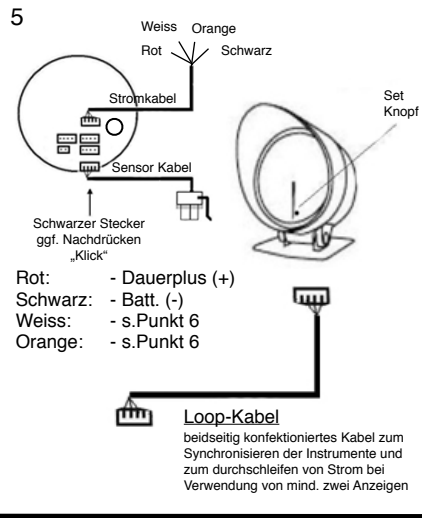 5
Weiss Orange
Rot Schwarz
Stromkabel
Set
Knopf
Sensor Kabel
Schwarzer Stecker
ggf. Nachdrücken
„Klick“
Rot: - Dauerplus (+)
Schwarz: - Batt. (-)
Weiss: - s.Punkt 6
Orange: - s.Punkt 6
Loop-Kabel
beidseitig konfektioniertes Kabel zum
Synchronisieren der Instrumente und
zum durchschleifen von Strom bei
Verwendung von mind. zwei Anzeigen